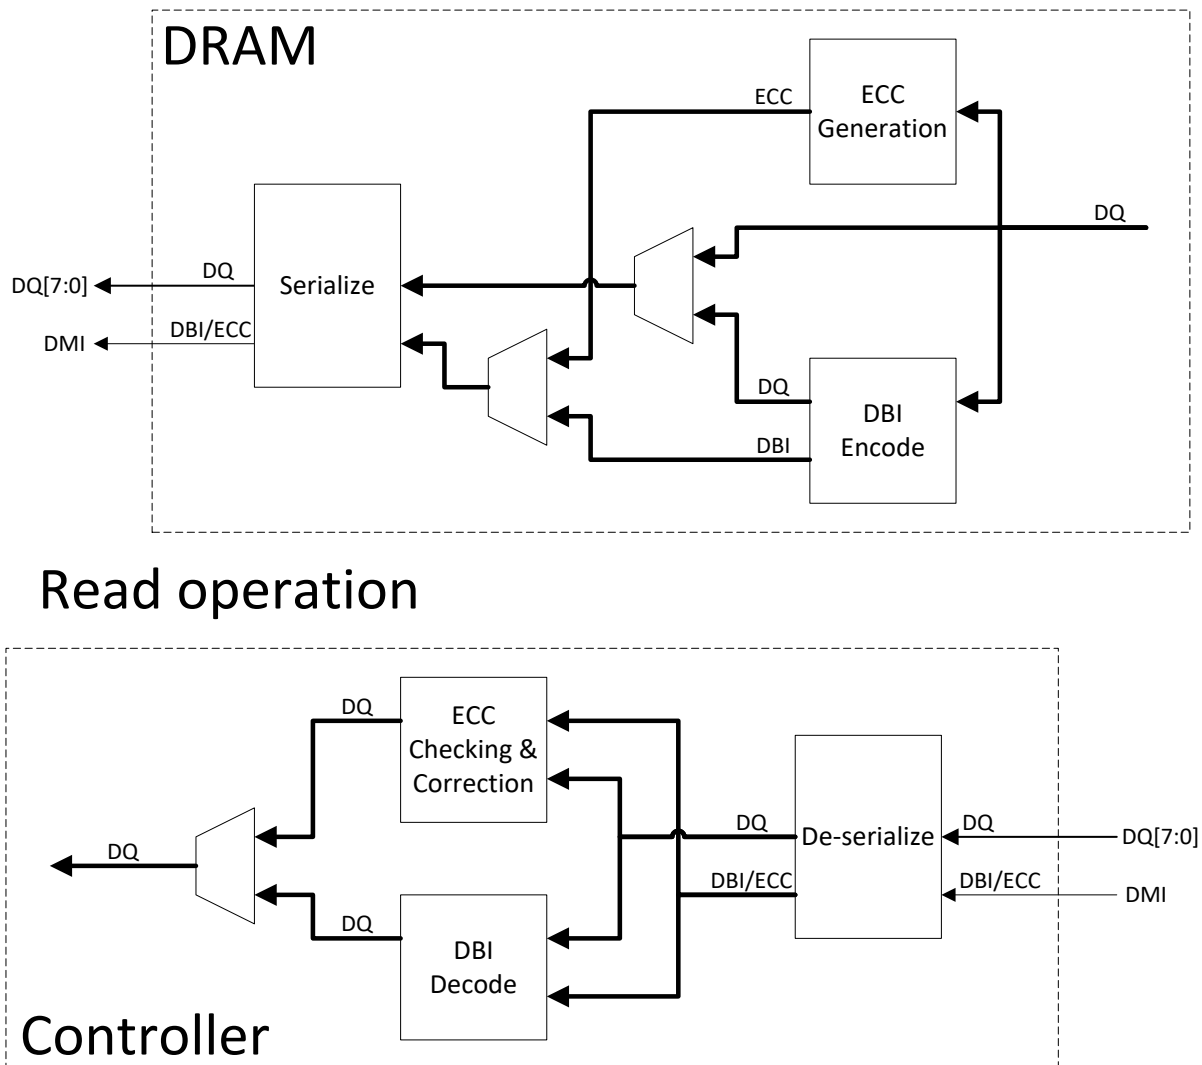 DRAM
ECC
ECC
Generation
DQ
DQ
DQ[7:0]
Serialize
DBI/ECC
DMI
DQ
DBI
DBI
Encode
Read operation
DQ
ECC
Checking &
Correction
DQ
De-serialize
DQ
DQ[7:0]
DQ
DBI/ECC
DBI/ECC
DMI
DQ
DBI
Decode
Controller